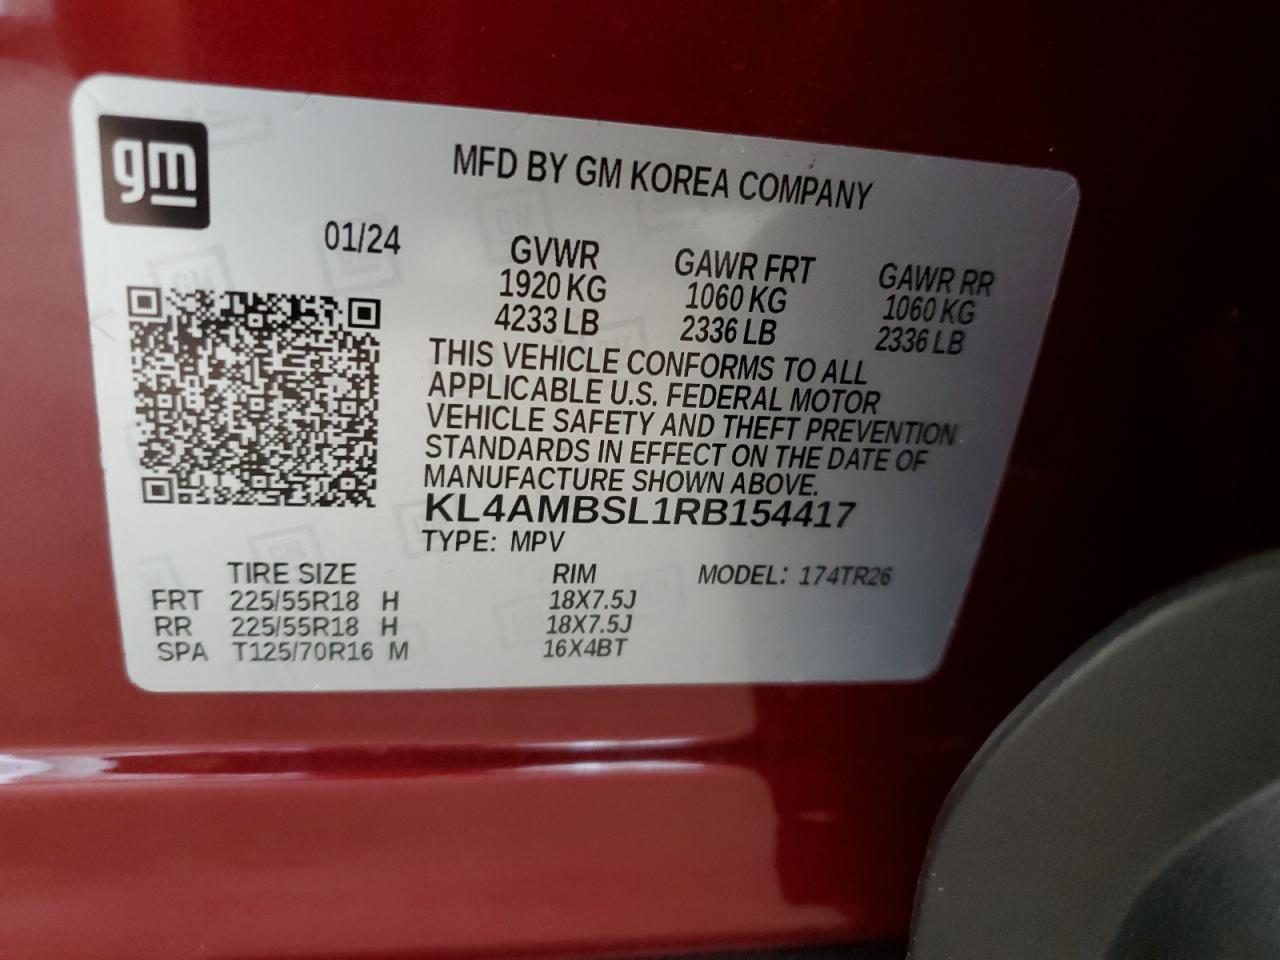 gm
MFD BY GM KOREA COMPANY
01/24
GVWR GAWR FRT GAWR RR
1920 KG 1060 KG 1060 KG
4233 LB 2336 LB 2336 LB
THIS VEHICLE CONFORMS TO ALL
APPLICABLE U.S. FEDERAL MOTOR
VEHICLE SAFETY AND THEFT PREVENTION
STANDARDS IN EFFECT ON THE DATE OF
MANUFACTURE SHOWN ABOVE.
KL4AMBSL1RB154417
TYPE: MPV
TIRE SIZE RIM MODEL: 174TR26
FRT 225/55R18 H 18X7.5J
RR 225/55R18 H 18X7.5J
SPA T125/70R16 M 16X4BT